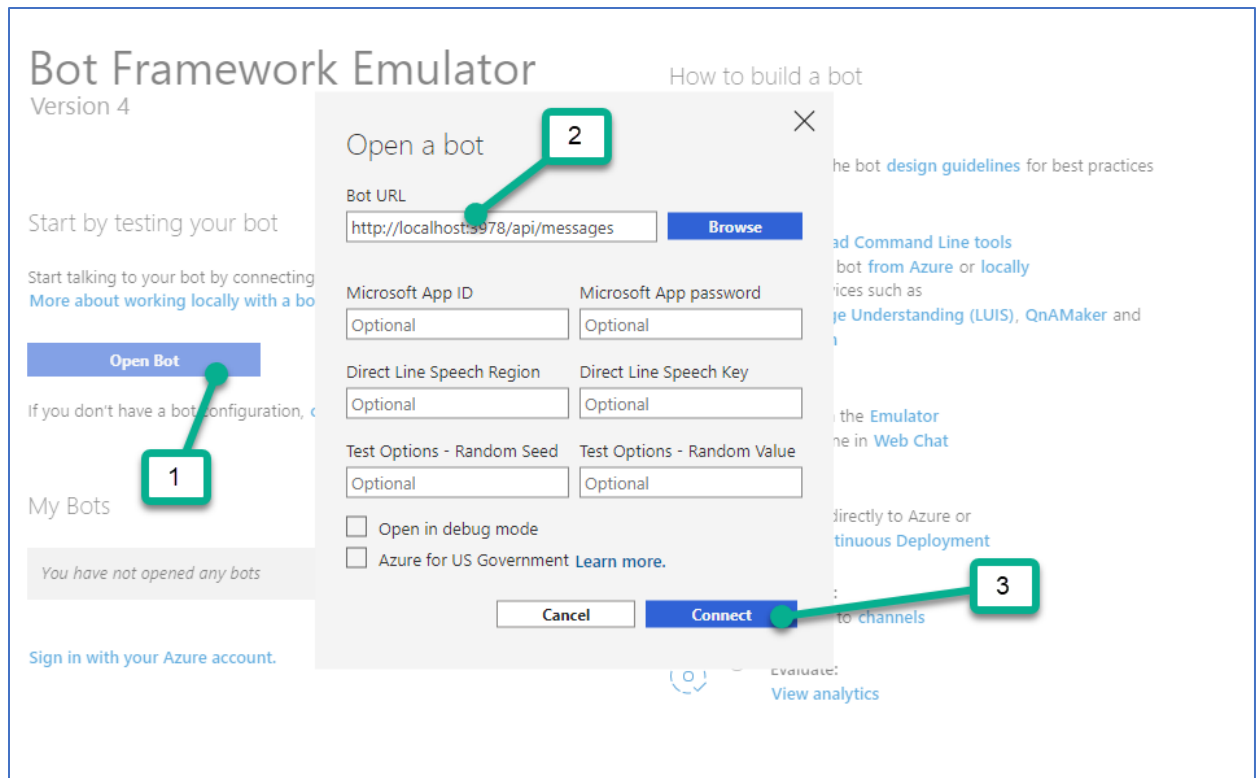 Bot Framework Emulator
Version 4
How to build a bot
he bot design guidelines for best practices
Start by testing your bot
Start talking to your bot by connecting
More about working locally with a bo
Open Bot
1
If you don't have a bot configuration,
My Bots
You have not opened any bots
Sign in with your Azure account.
Open a bot
2
Bot URL
http://localhost:3978/api/messages
Browse
Microsoft App ID
Microsoft App password
Optional
Optional
Direct Line Speech Region
Direct Line Speech Key
Optional
Optional
Test Options - Random Seed
Test Options - Random Value
Optional
Optional
Open in debug mode
Azure for US Government Learn more.
Cancel
Connect
3
ad Command Line tools
bot from Azure or locally
ices such as
ge Understanding (LUIS), QnAMaker and
the Emulator
ne in Web Chat
directly to Azure or
tinuous Deployment
to channels
Evaluate:
View analytics